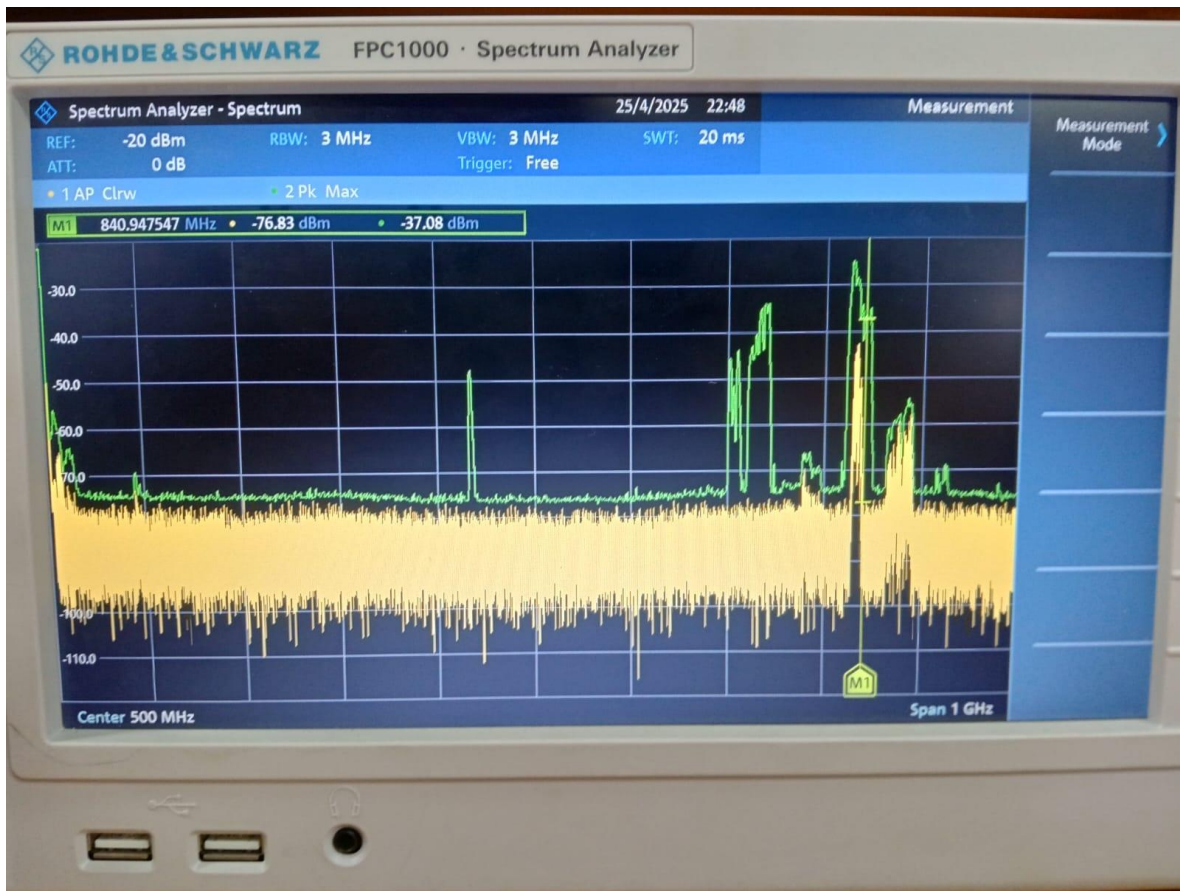 ROHDE&SCHWARZ FPC1000 · Spectrum Analyzer
Spectrum Analyzer - Spectrum 25/4/2025 22:48 Measurement
REF: -20 dBm RBW: 3 MHz VBW: 3 MHz SWT: 20 ms
ATT: 0 dB Trigger: Free
Measurement
Mode
1 AP Clrw 2 Pk Max
M1 840.947547 MHz -76.83 dBm -37.08 dBm
-30.0
-40.0
-50.0
-60.0
-70.0
-100.0
-110.0
M1
Center 500 MHz Span 1 GHz